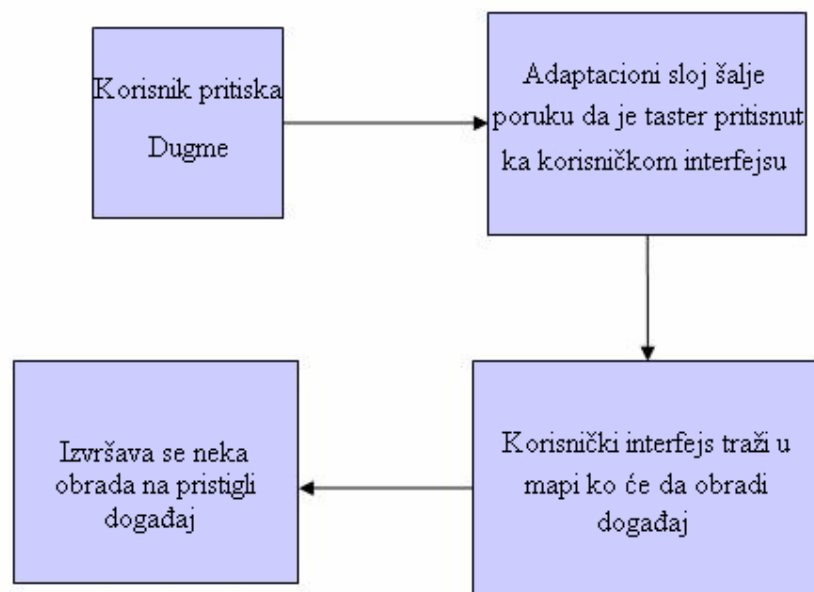 Korisnik pritiska
Dugme
Adaptacioni sloj šalje
poruku da je taster pritisnut
ka korisničkom interfejsu
Korisnički interfejs traži u
mapi ko će da obradi
događaj
Izvršava se neka
obrada na pristigli
događaj